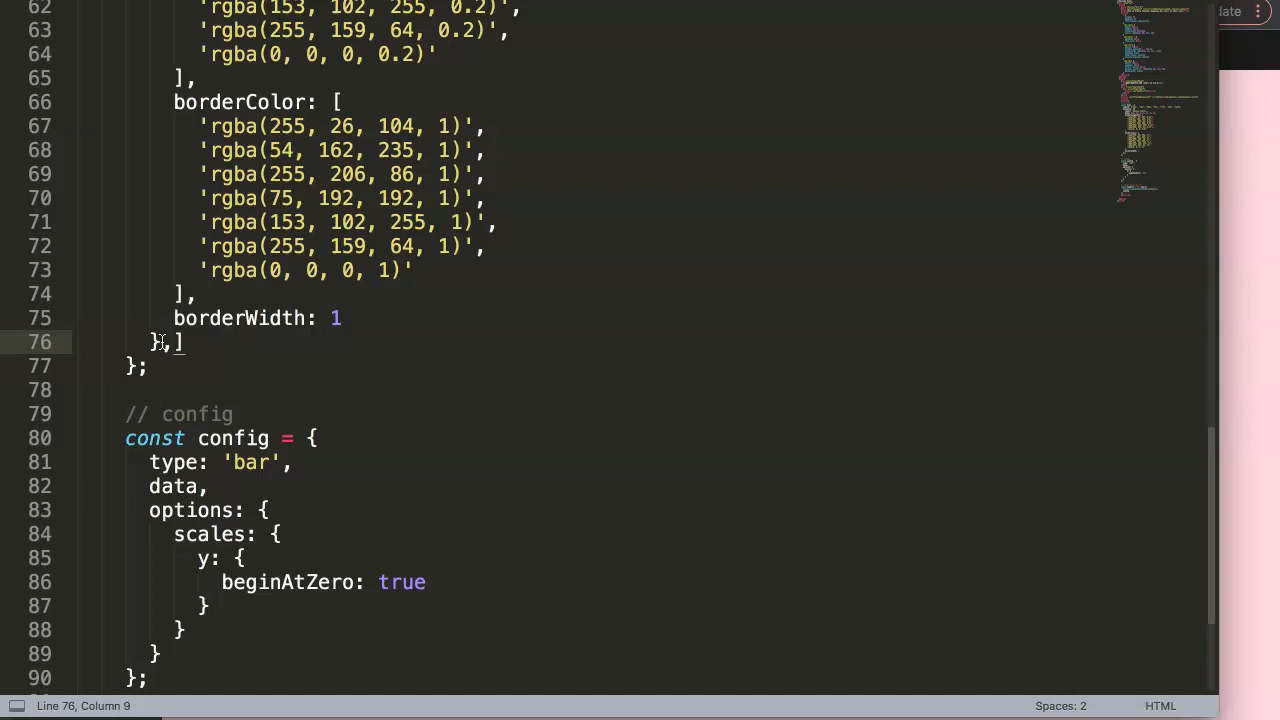 date
62 'rgba(153, 102, 255, 0.2)',
63 'rgba(255, 159, 64, 0.2)',
64 'rgba(0, 0, 0, 0.2)'
65 ],
66 borderColor: [
67 'rgba(255, 26, 104, 1)',
68 'rgba(54, 162, 235, 1)',
69 'rgba(255, 206, 86, 1)',
70 'rgba(75, 192, 192, 1)',
71 'rgba(153, 102, 255, 1)',
72 'rgba(255, 159, 64, 1)',
73 'rgba(0, 0, 0, 1)'
74 ],
75 borderWidth: 1
76 },]
77 };
78
79 // config
80 const config = {
81 type: 'bar',
82 data,
83 options: {
84 scales: {
85 y: {
86 beginAtZero: true
87 }
88 }
89 }
90 };
Line 76, Column 9
Spaces: 2
HTML